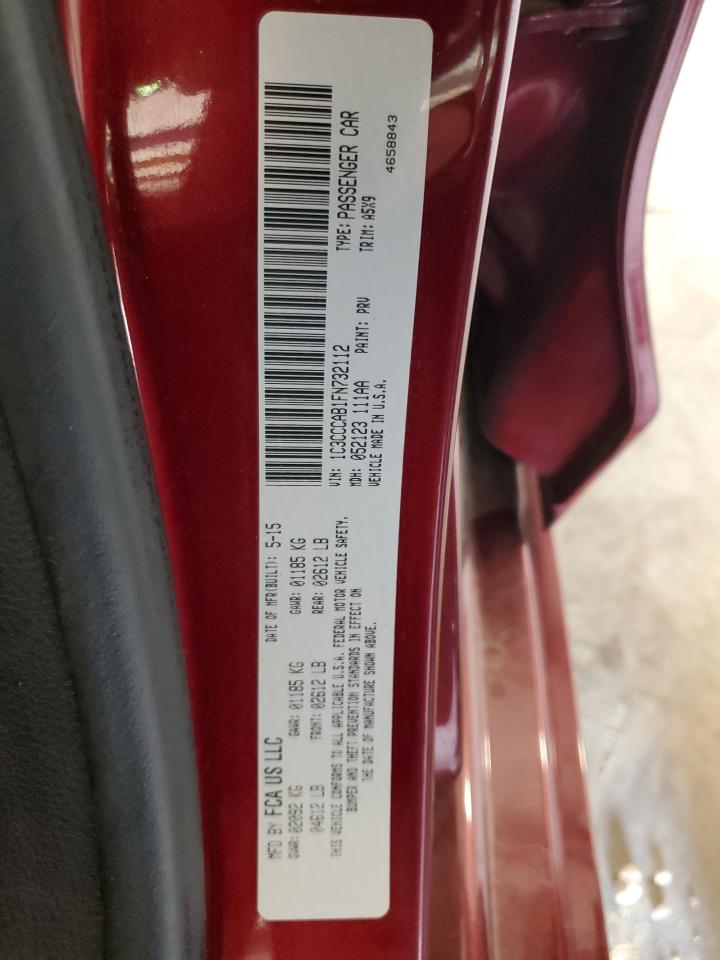 MFD BY FCA US LLC
DATE OF MFR(BUILT): 5-15
GVWR: 02092 KG
GAWR: 01185 KG
GAWR: 01185 KG
04612 LB
FRONT: 02612 LB
REAR: 02612 LB
THIS VEHICLE CONFORMS TO ALL APPLICABLE U.S.A. FEDERAL MOTOR VEHICLE SAFETY,
BUMPER AND THEFT PREVENTION STANDARDS IN EFFECT ON
THE DATE OF MANUFACTURE SHOWN ABOVE.
VIN: 1C3CCCAB1FN732112
TYPE: PASSENGER CAR
MDH: 052123 111AA
PAINT: PRV
TRIM: A5X9
VEHICLE MADE IN U.S.A.
4658843